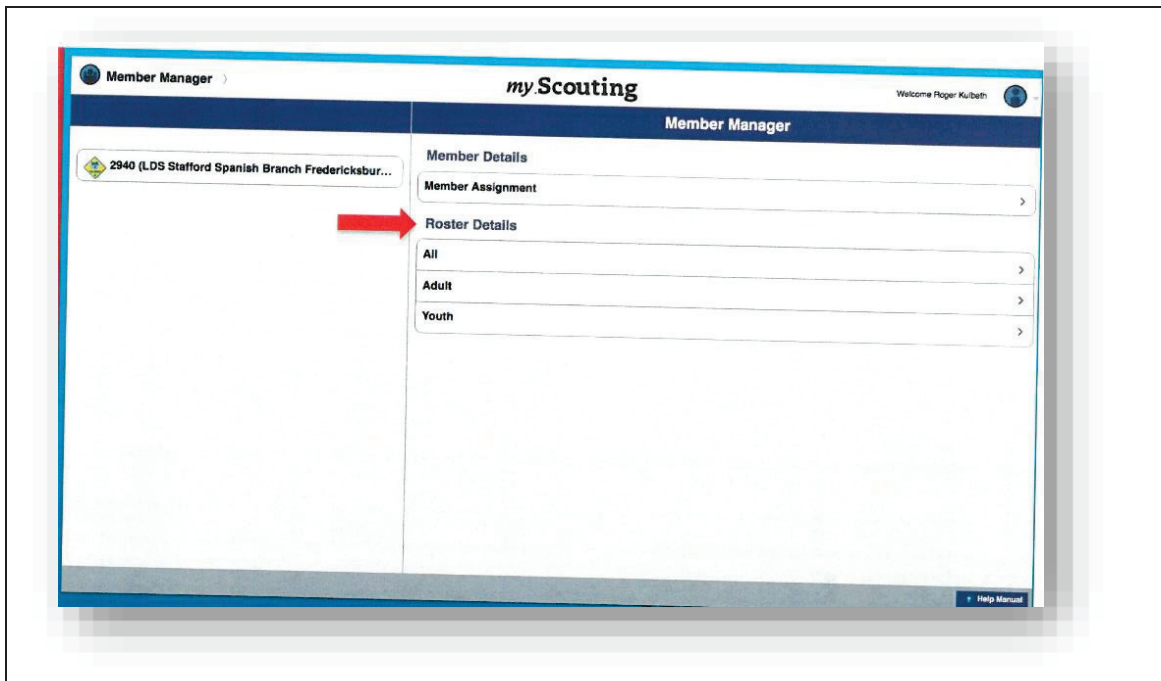 Member Manager
my.Scouting
Welcome Roger Kulbeth
Member Manager
2940 (LDS Stafford Spanish Branch Fredericksbur...
Member Details
Member Assignment
Roster Details
All
Adult
Youth
Help Manual